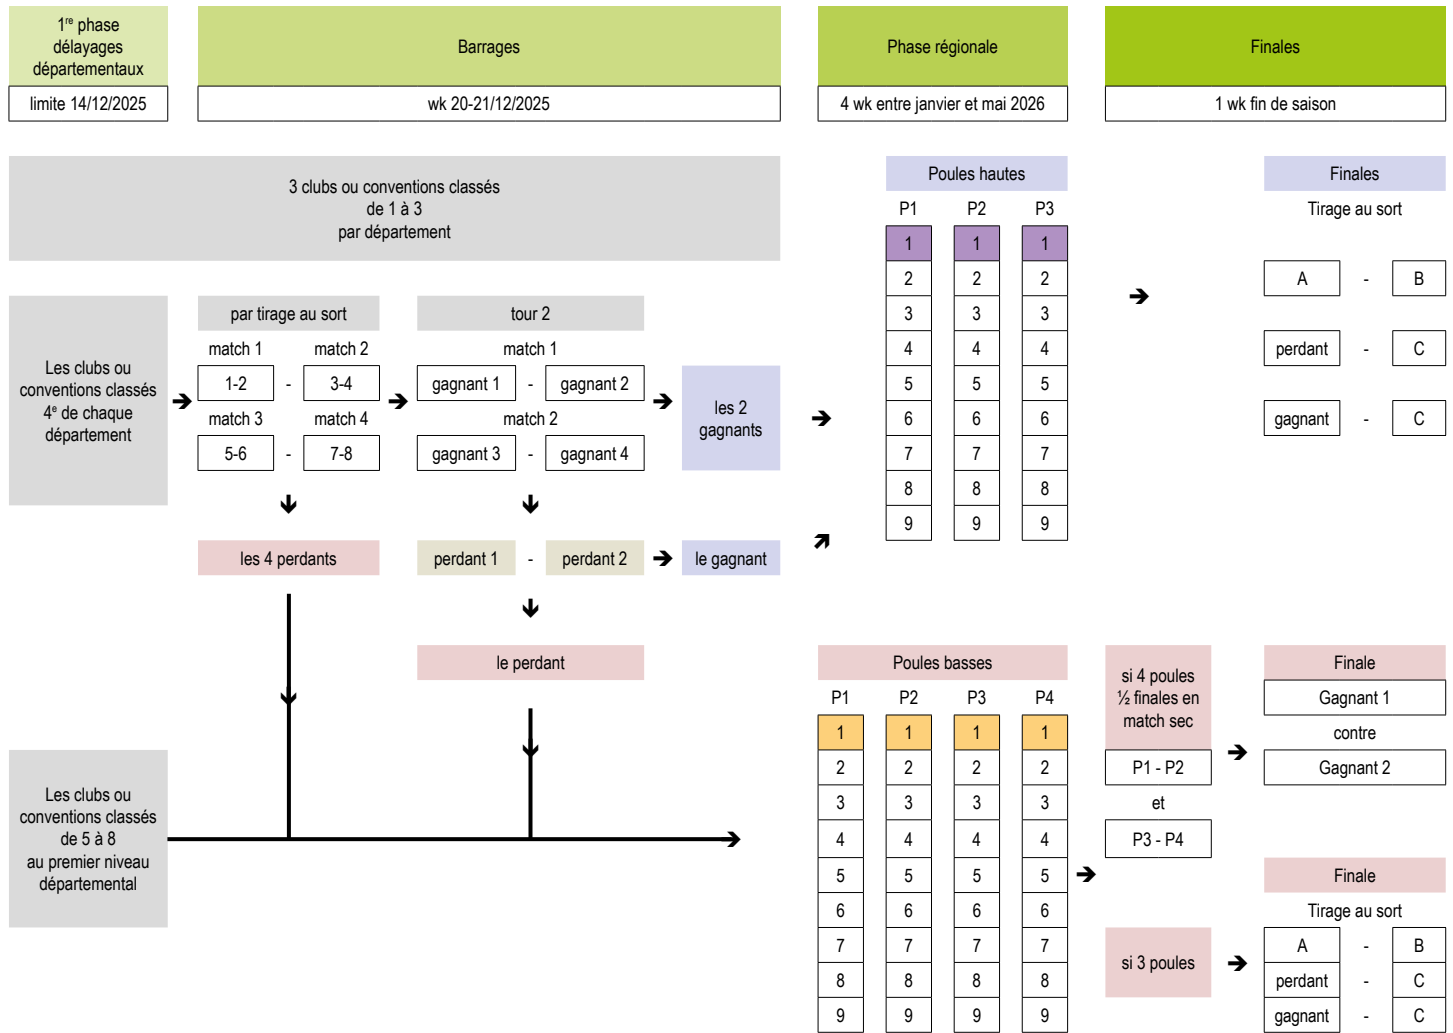 1re phase
délayages
départementaux
Barrages
Phase régionale
Finales
limite 14/12/2025
wk 20-21/12/2025
4 wk entre janvier et mai 2026
1 wk fin de saison
3 clubs ou conventions classés
de 1 à 3
par département
Les clubs ou
conventions classés
4e de chaque
département
par tirage au sort
match 1
match 2
1-2
-
3-4
match 3
match 4
5-6
-
7-8
tour 2
match 1
gagnant 1
-
gagnant 2
match 2
gagnant 3
-
gagnant 4
les 2
gagnants
les 4 perdants
perdant 1
-
perdant 2
le gagnant
le perdant
Les clubs ou
conventions classés
de 5 à 8
au premier niveau
départemental
Poules hautes
P1 P2 P3
1 1 1
2 2 2
3 3 3
4 4 4
5 5 5
6 6 6
7 7 7
8 8 8
9 9 9
Finales
Tirage au sort
A - B
perdant - C
gagnant - C
Poules basses
P1 P2 P3 P4
1 1 1 1
2 2 2 2
3 3 3 3
4 4 4 4
5 5 5 5
6 6 6 6
7 7 7 7
8 8 8 8
9 9 9 9
si 4 poules
½ finales en
match sec
P1 - P2
et
P3 - P4
Finale
Gagnant 1
contre
Gagnant 2
si 3 poules
Finale
Tirage au sort
A - B
perdant - C
gagnant - C